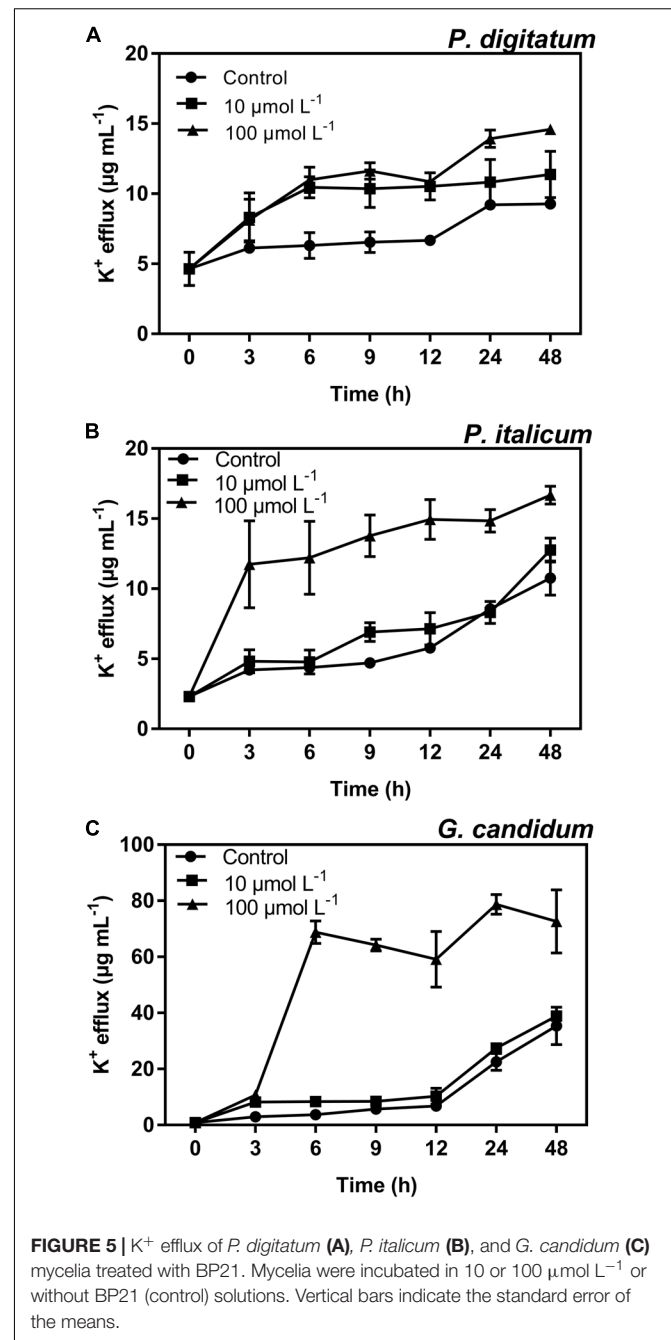 A
P. digitatum
Control
10 µmol L⁻¹
100 µmol L⁻¹
K⁺ efflux (µg mL⁻¹)
20
15
10
5
0
0 3 6 9 12 24 48
Time (h)
B
P. italicum
Control
10 µmol L⁻¹
100 µmol L⁻¹
K⁺ efflux (µg mL⁻¹)
20
15
10
5
0
0 3 6 9 12 24 48
Time (h)
C
G. candidum
Control
10 µmol L⁻¹
100 µmol L⁻¹
K⁺ efflux (µg mL⁻¹)
100
80
60
40
20
0
0 3 6 9 12 24 48
Time (h)
FIGURE 5 | K⁺ efflux of P. digitatum (A), P. italicum (B), and G. candidum (C)
mycelia treated with BP21. Mycelia were incubated in 10 or 100 µmol L⁻¹ or
without BP21 (control) solutions. Vertical bars indicate the standard error of
the means.